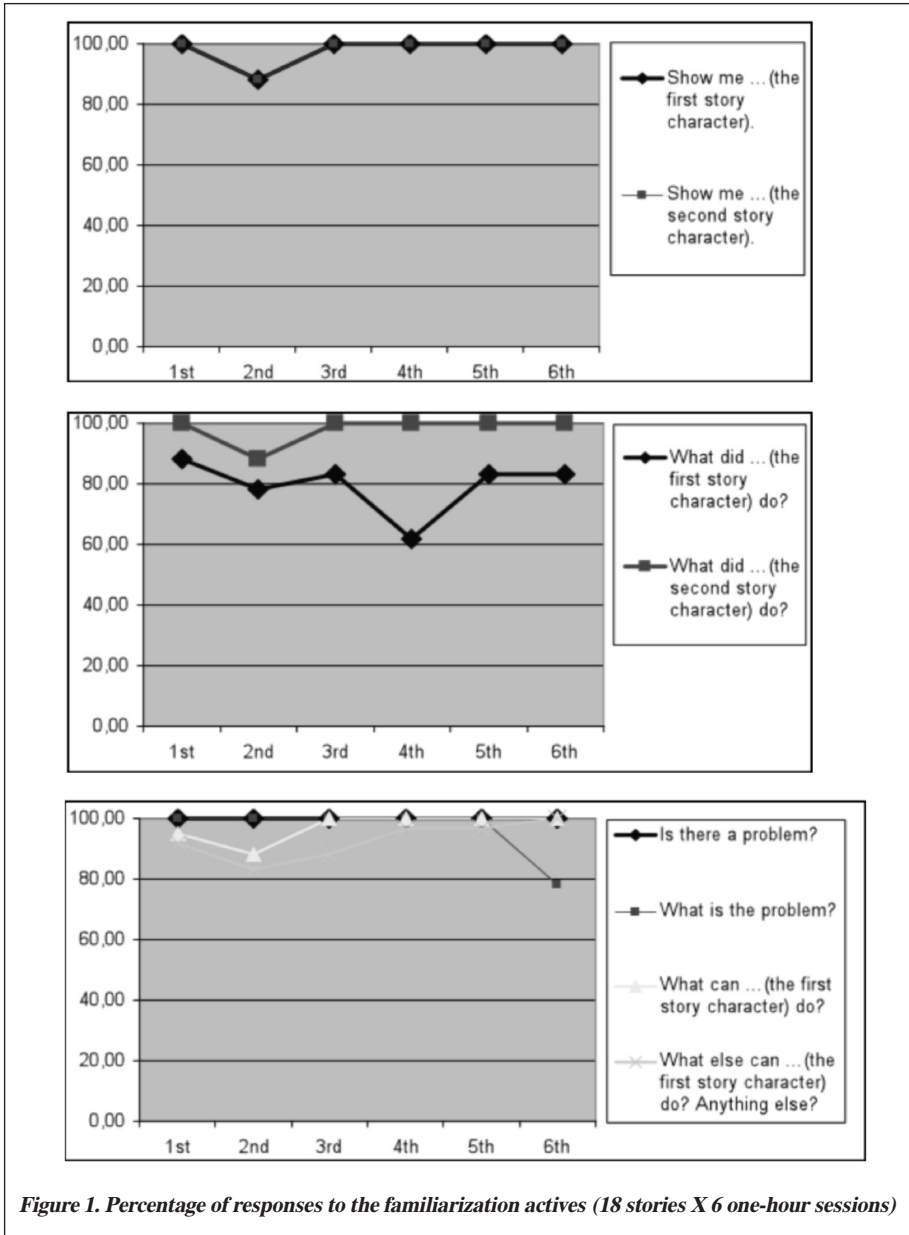 100,00
80,00
60,00
40,00
20,00
0,00
1st 2nd 3rd 4th 5th 6th
Show me ... (the
first story
character).
Show me ... (the
second story
character).
100,00
80,00
60,00
40,00
20,00
0,00
1st 2nd 3rd 4th 5th 6th
What did ... (the
first story
character) do?
What did ... (the
second story
character) do?
100,00
80,00
60,00
40,00
20,00
0,00
1st 2nd 3rd 4th 5th 6th
Is there a problem?
What is the problem?
What can ... (the first
story character) do?
What else can ... (the
first story character)
do? Anything else?
Figure 1. Percentage of responses to the familiarization actives (18 stories X 6 one-hour sessions)